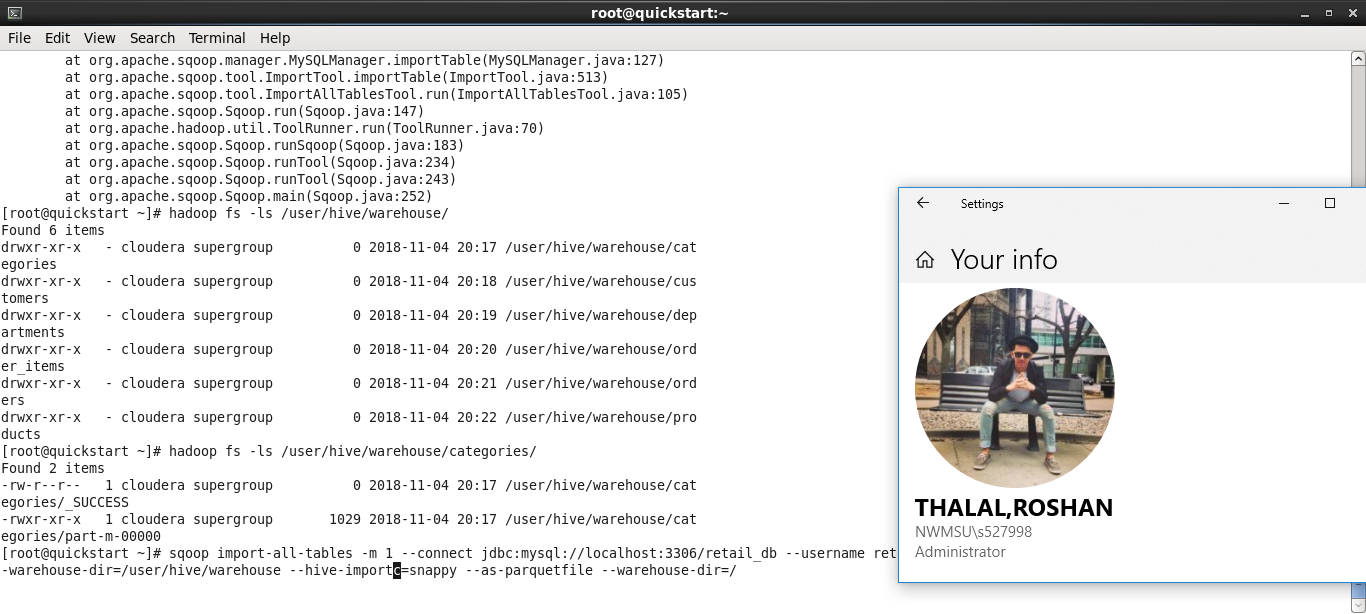 root@quickstart:~
File Edit View Search Terminal Help
at org.apache.sqoop.manager.MySQLManager.importTable(MySQLManager.java:127)
at org.apache.sqoop.tool.ImportTool.importTable(ImportTool.java:513)
at org.apache.sqoop.tool.ImportAllTablesTool.run(ImportAllTablesTool.java:105)
at org.apache.sqoop.Sqoop.run(Sqoop.java:147)
at org.apache.hadoop.util.ToolRunner.run(ToolRunner.java:70)
at org.apache.sqoop.Sqoop.runSqoop(Sqoop.java:183)
at org.apache.sqoop.Sqoop.runTool(Sqoop.java:234)
at org.apache.sqoop.Sqoop.runTool(Sqoop.java:243)
at org.apache.sqoop.Sqoop.main(Sqoop.java:252)
[root@quickstart ~]# hadoop fs -ls /user/hive/warehouse/
Found 6 items
drwxr-xr-x   - cloudera supergroup          0 2018-11-04 20:17 /user/hive/warehouse/cat
egories
drwxr-xr-x   - cloudera supergroup          0 2018-11-04 20:18 /user/hive/warehouse/cus
tomers
drwxr-xr-x   - cloudera supergroup          0 2018-11-04 20:19 /user/hive/warehouse/dep
artments
drwxr-xr-x   - cloudera supergroup          0 2018-11-04 20:20 /user/hive/warehouse/ord
er_items
drwxr-xr-x   - cloudera supergroup          0 2018-11-04 20:21 /user/hive/warehouse/ord
ers
drwxr-xr-x   - cloudera supergroup          0 2018-11-04 20:22 /user/hive/warehouse/pro
ducts
[root@quickstart ~]# hadoop fs -ls /user/hive/warehouse/categories/
Found 2 items
-rw-r--r--   1 cloudera supergroup          0 2018-11-04 20:17 /user/hive/warehouse/cat
egories/_SUCCESS
-rwxr-xr-x   1 cloudera supergroup       1029 2018-11-04 20:17 /user/hive/warehouse/cat
egories/part-m-00000
[root@quickstart ~]# sqoop import-all-tables -m 1 --connect jdbc:mysql://localhost:3306/retail_db --username ret
-warehouse-dir=/user/hive/warehouse --hive-importc=snappy --as-parquetfile --warehouse-dir=/
Settings
Your info
THALAL,ROSHAN
NWMSU\s527998
Administrator